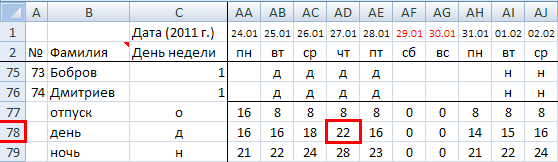 A B C AA AB AC AD AE AF AG AH AI AJ
1 Дата (2011 г.) 24.01 25.01 26.01 27.01 28.01 29.01 30.01 31.01 01.02 02.02
2 № Фамилия День недели пн вт ср чт пт сб вс пн вт ср
75 73 Бобров 1 д д д д н н
76 74 Дмитриев 1 д д д д н н
77 отпуск о 16 8 8 8 8 0 0 8 8 8
78 день д 16 16 18 22 16 0 0 14 15 16
79 ночь н 21 22 24 28 23 0 0 21 22 24